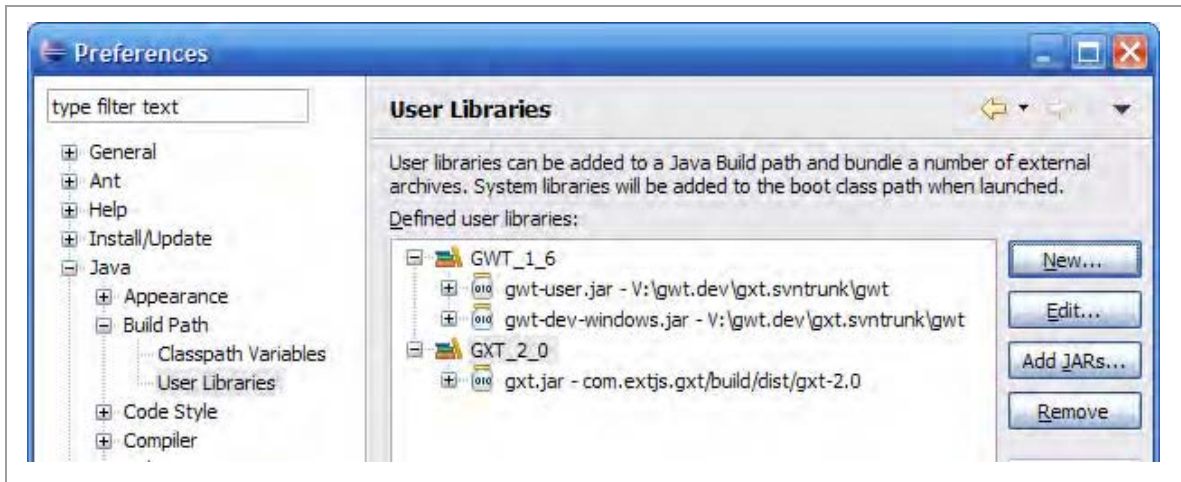 Preferences
type filter text
General
Ant
Help
Install/Update
Java
Appearance
Build Path
Classpath Variables
User Libraries
Code Style
Compiler
User Libraries
User libraries can be added to a Java Build path and bundle a number of external
archives. System libraries will be added to the boot class path when launched.
Defined user libraries:
GWT_1_6
gwt-user.jar - V:\gwt.dev\gxt.svntrunk\gwt
gwt-dev-windows.jar - V:\gwt.dev\gxt.svntrunk\gwt
GXT_2_0
gxt.jar - com.extjs.gxt/build/dist/gxt-2.0
New...
Edit...
Add JARs...
Remove